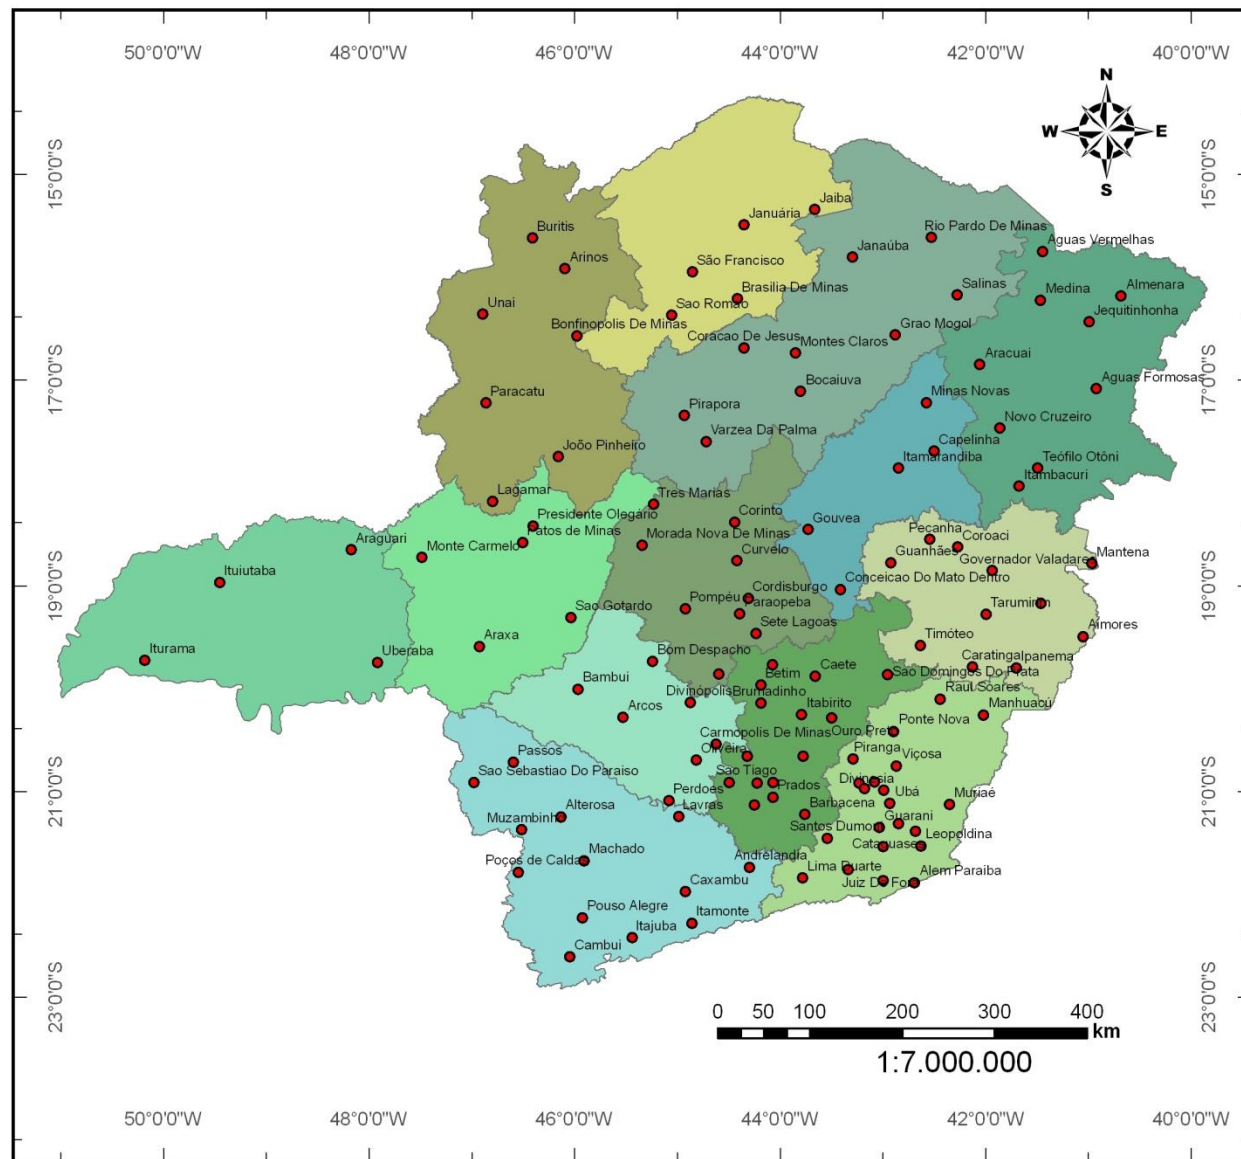 50°0'0"W
48°0'0"W
46°0'0"W
44°0'0"W
42°0'0"W
40°0'0"W
N
W
E
S
15°0'0"S
15°0'0"S
17°0'0"S
17°0'0"S
19°0'0"S
19°0'0"S
21°0'0"S
21°0'0"S
23°0'0"S
23°0'0"S
Jaiba
Januária
Buritis
Rio Pardo De Minas
Aguas Vermelhas
Arinos
São Francisco
Janaúba
Brasilia De Minas
Salinas
Medina
Almenara
Unai
Sao Romão
Jequitinhonha
Bonfinopolis De Minas
Coracao De Jesus
Grao Mogol
Montes Claros
Aracuai
Paracatu
Bocaiuva
Minas Novas
Aguas Formosas
Pirapora
Varzea Da Palma
Novo Cruzeiro
João Pinheiro
Capelinha
Itamarandiba
Teófilo Otôni
Itambacuri
Lagamar
Tres Marias
Presidente Olegário
Corinto
Patos de Minas
Morada Nova De Minas
Gouvea
Pecanha
Coroaci
Araguari
Monte Carmelo
Curvelo
Guanhães
Governador Valadares
Mantena
Ituiutaba
Cordisburgo
Conceicao Do Mato Dentro
Sao Gotardo
Pompéu
Paraopeba
Tarumirim
Sete Lagoas
Aimores
Iturama
Uberaba
Araxa
Bom Despacho
Timóteo
Caratinga
Ipanema
Bambui
Betim
Caete
Sao Domingos Do Prata
Divinópolis
Brumadinho
Raul Soares
Arcos
Itabirito
Manhuacú
Carmopolis De Minas
Ouro Preto
Ponte Nova
Passos
Oliveira
Piranga
Viçosa
Sao Sebastiao Do Paraiso
Sao Tiago
Prados
Divinesia
Ubá
Muriaé
Perdoes
Alterosa
Lavras
Barbacena
Guarani
Muzambinho
Santos Dumont
Leopoldina
Cataguases
Poços de Caldas
Machado
Andrelandia
Lima Duarte
Juiz De Fora
Alem Paraiba
Caxambu
Pouso Alegre
Itamonte
Itajuba
Cambui
0 50 100 200 300 400
km
1:7.000.000
50°0'0"W
48°0'0"W
46°0'0"W
44°0'0"W
42°0'0"W
40°0'0"W